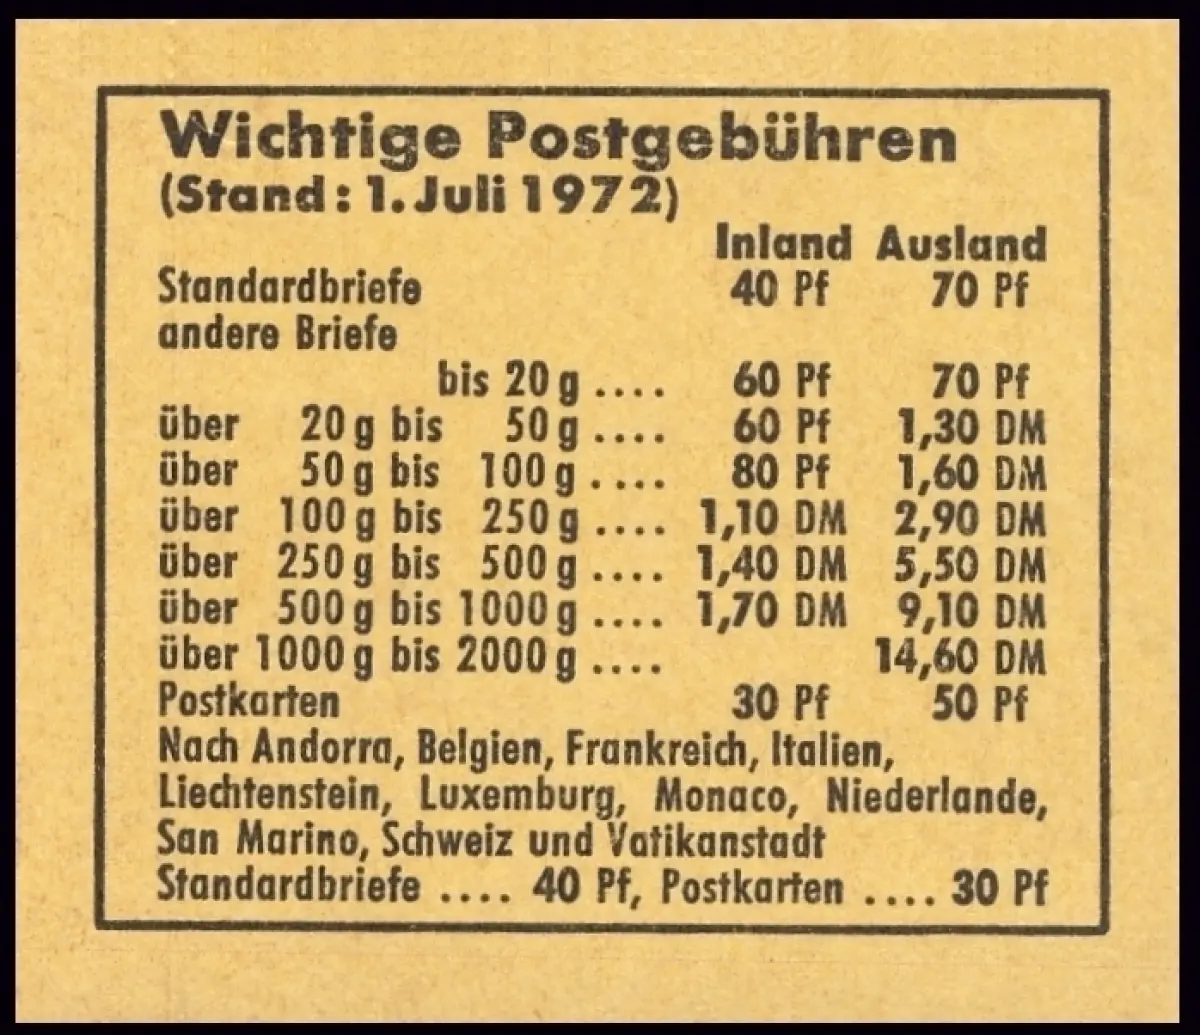 Wichtige Postgebühren
(Stand: 1. Juli 1972)
Inland Ausland
Standardbriefe 40 Pf 70 Pf
andere Briefe
bis 20 g .... 60 Pf 70 Pf
über 20 g bis 50 g .... 60 Pf 1,30 DM
über 50 g bis 100 g .... 80 Pf 1,60 DM
über 100 g bis 250 g .... 1,10 DM 2,90 DM
über 250 g bis 500 g .... 1,40 DM 5,50 DM
über 500 g bis 1000 g .... 1,70 DM 9,10 DM
über 1000 g bis 2000 g .... 14,60 DM
Postkarten 30 Pf 50 Pf
Nach Andorra, Belgien, Frankreich, Italien,
Liechtenstein, Luxemburg, Monaco, Niederlande,
San Marino, Schweiz und Vatikanstadt
Standardbriefe .... 40 Pf, Postkarten .... 30 Pf